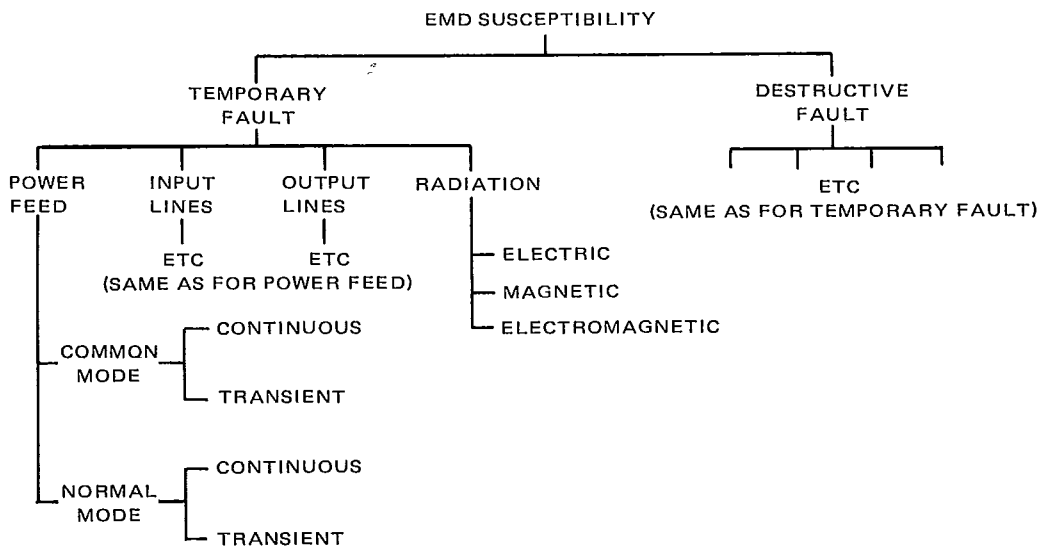 EMD SUSCEPTIBILITY
TEMPORARY
FAULT
DESTRUCTIVE
FAULT
POWER
FEED
INPUT
LINES
OUTPUT
LINES
RADIATION
ETC
(SAME AS FOR TEMPORARY FAULT)
ETC
ETC
(SAME AS FOR POWER FEED)
ELECTRIC
MAGNETIC
ELECTROMAGNETIC
COMMON
MODE
CONTINUOUS
TRANSIENT
NORMAL
MODE
CONTINUOUS
TRANSIENT